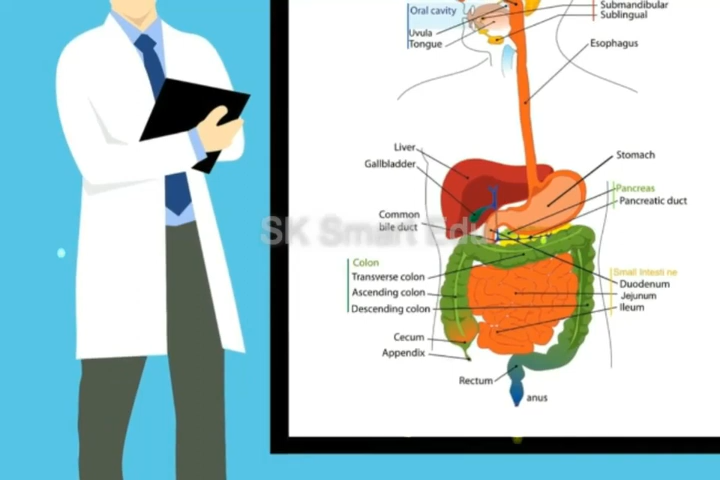 Submandibular
Oral cavity
Sublingual
Uvula
Tongue
Esophagus
Liver
Gallbladder
Stomach
Pancreas
Pancreatic duct
Common
bile duct
SK Smart Edu
Colon
Transverse colon
Ascending colon
Descending colon
Small Intesti ne
Duodenum
Jejunum
Ileum
Cecum
Appendix
Rectum
anus